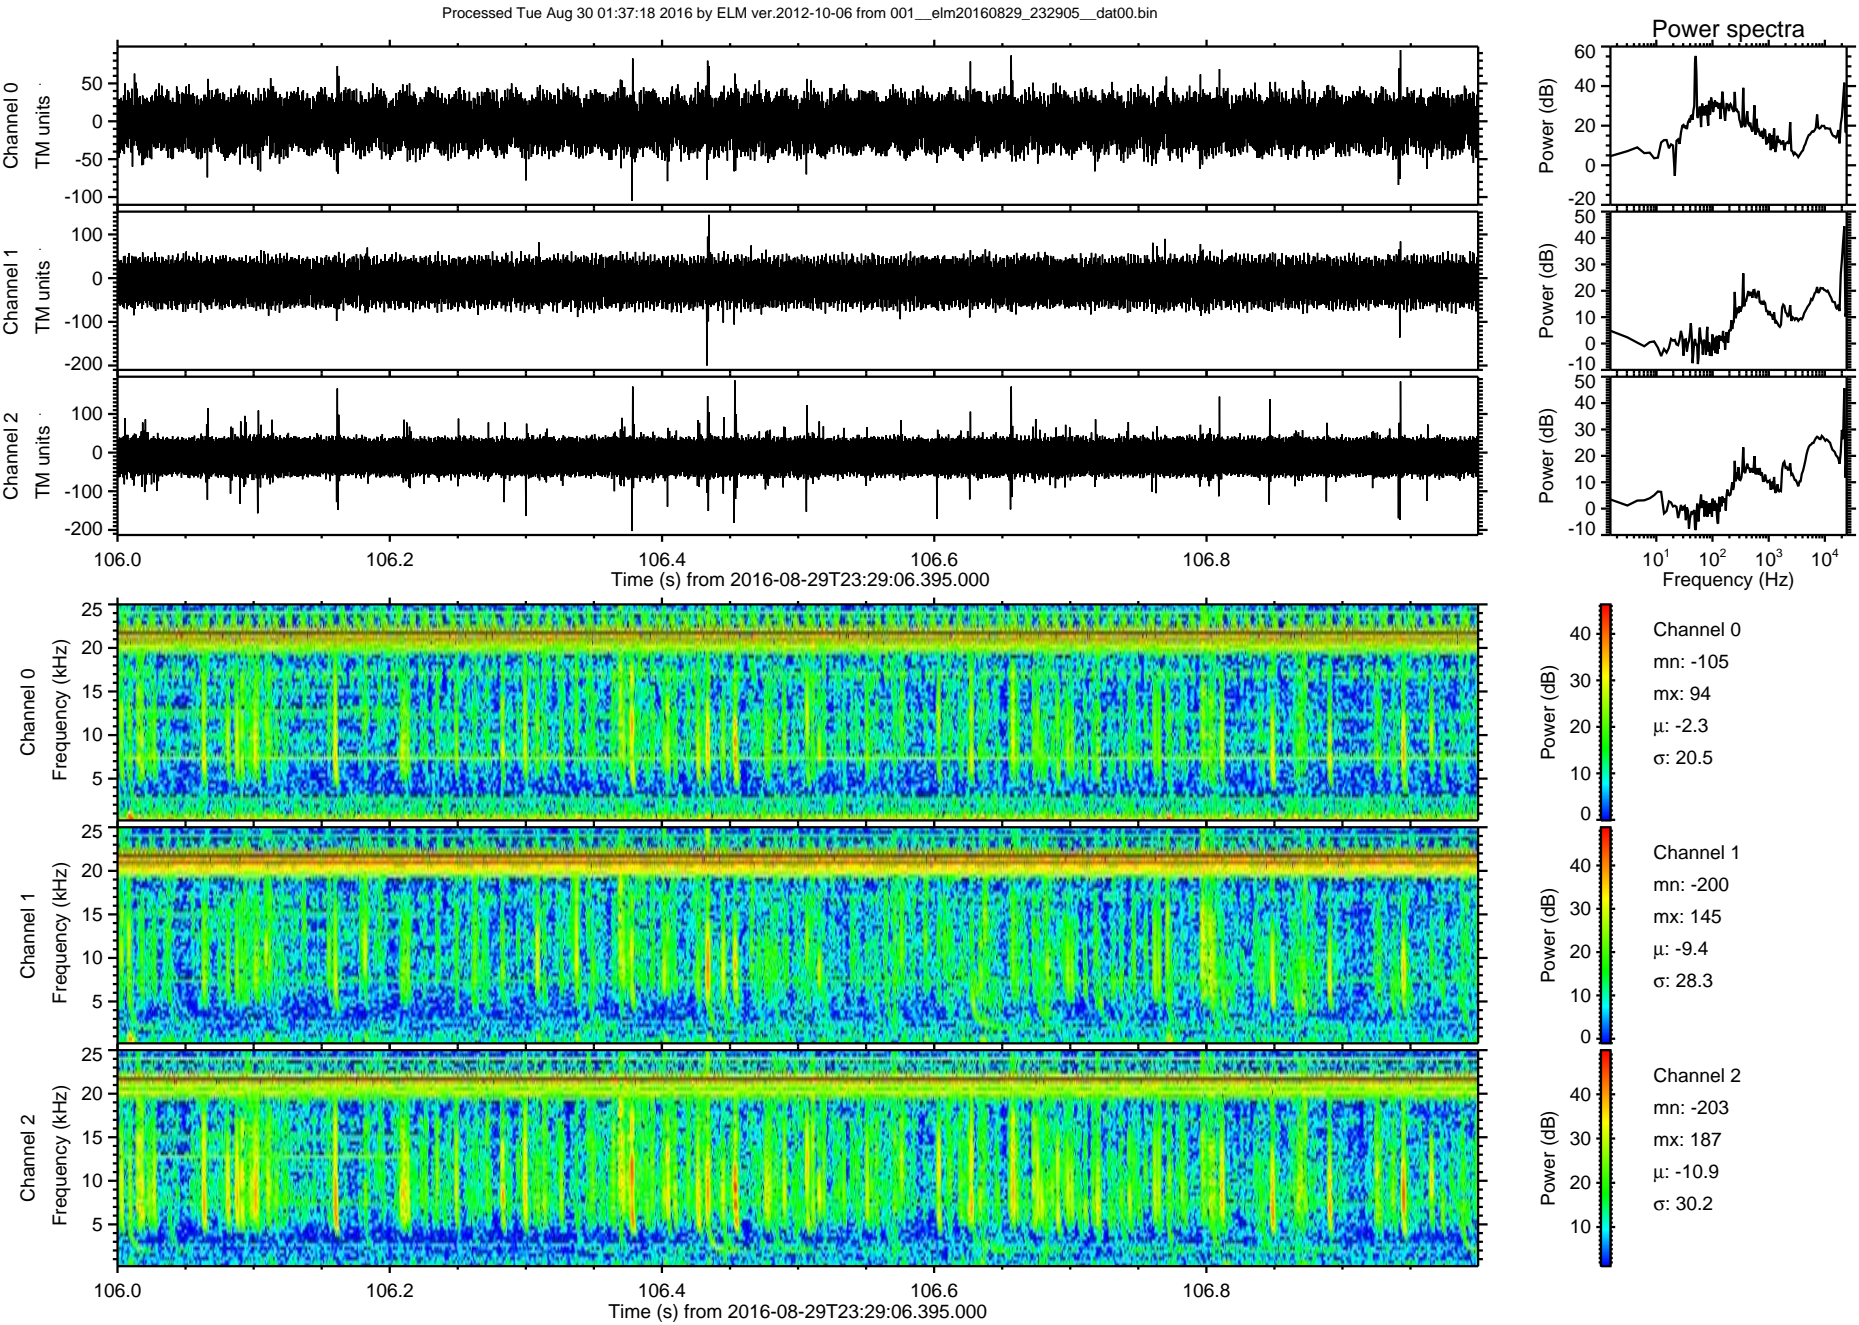 Processed Tue Aug 30 01:37:18 2016 by ELM ver.2012-10-06 from 001__elm20160829_232905__dat00.bin
Power spectra
Channel 0
TM units
50
0
-50
-100
Power (dB)
60
40
20
0
-20
Channel 1
TM units
100
0
-100
-200
Power (dB)
50
40
30
20
10
0
-10
Channel 2
TM units
100
0
-100
-200
Power (dB)
50
40
30
20
10
0
-10
106.0 106.2 106.4 106.6 106.8
Time (s) from 2016-08-29T23:29:06.395.000
10¹ 10² 10³ 10⁴
Frequency (Hz)
Channel 0
Frequency (kHz)
25
20
15
10
5
Power (dB)
40
30
20
10
0
Channel 0
mn: -105
mx: 94
μ: -2.3
σ: 20.5
Channel 1
Frequency (kHz)
25
20
15
10
5
Power (dB)
40
30
20
10
0
Channel 1
mn: -200
mx: 145
μ: -9.4
σ: 28.3
Channel 2
Frequency (kHz)
25
20
15
10
5
Power (dB)
40
30
20
10
Channel 2
mn: -203
mx: 187
μ: -10.9
σ: 30.2
106.0 106.2 106.4 106.6 106.8
Time (s) from 2016-08-29T23:29:06.395.000